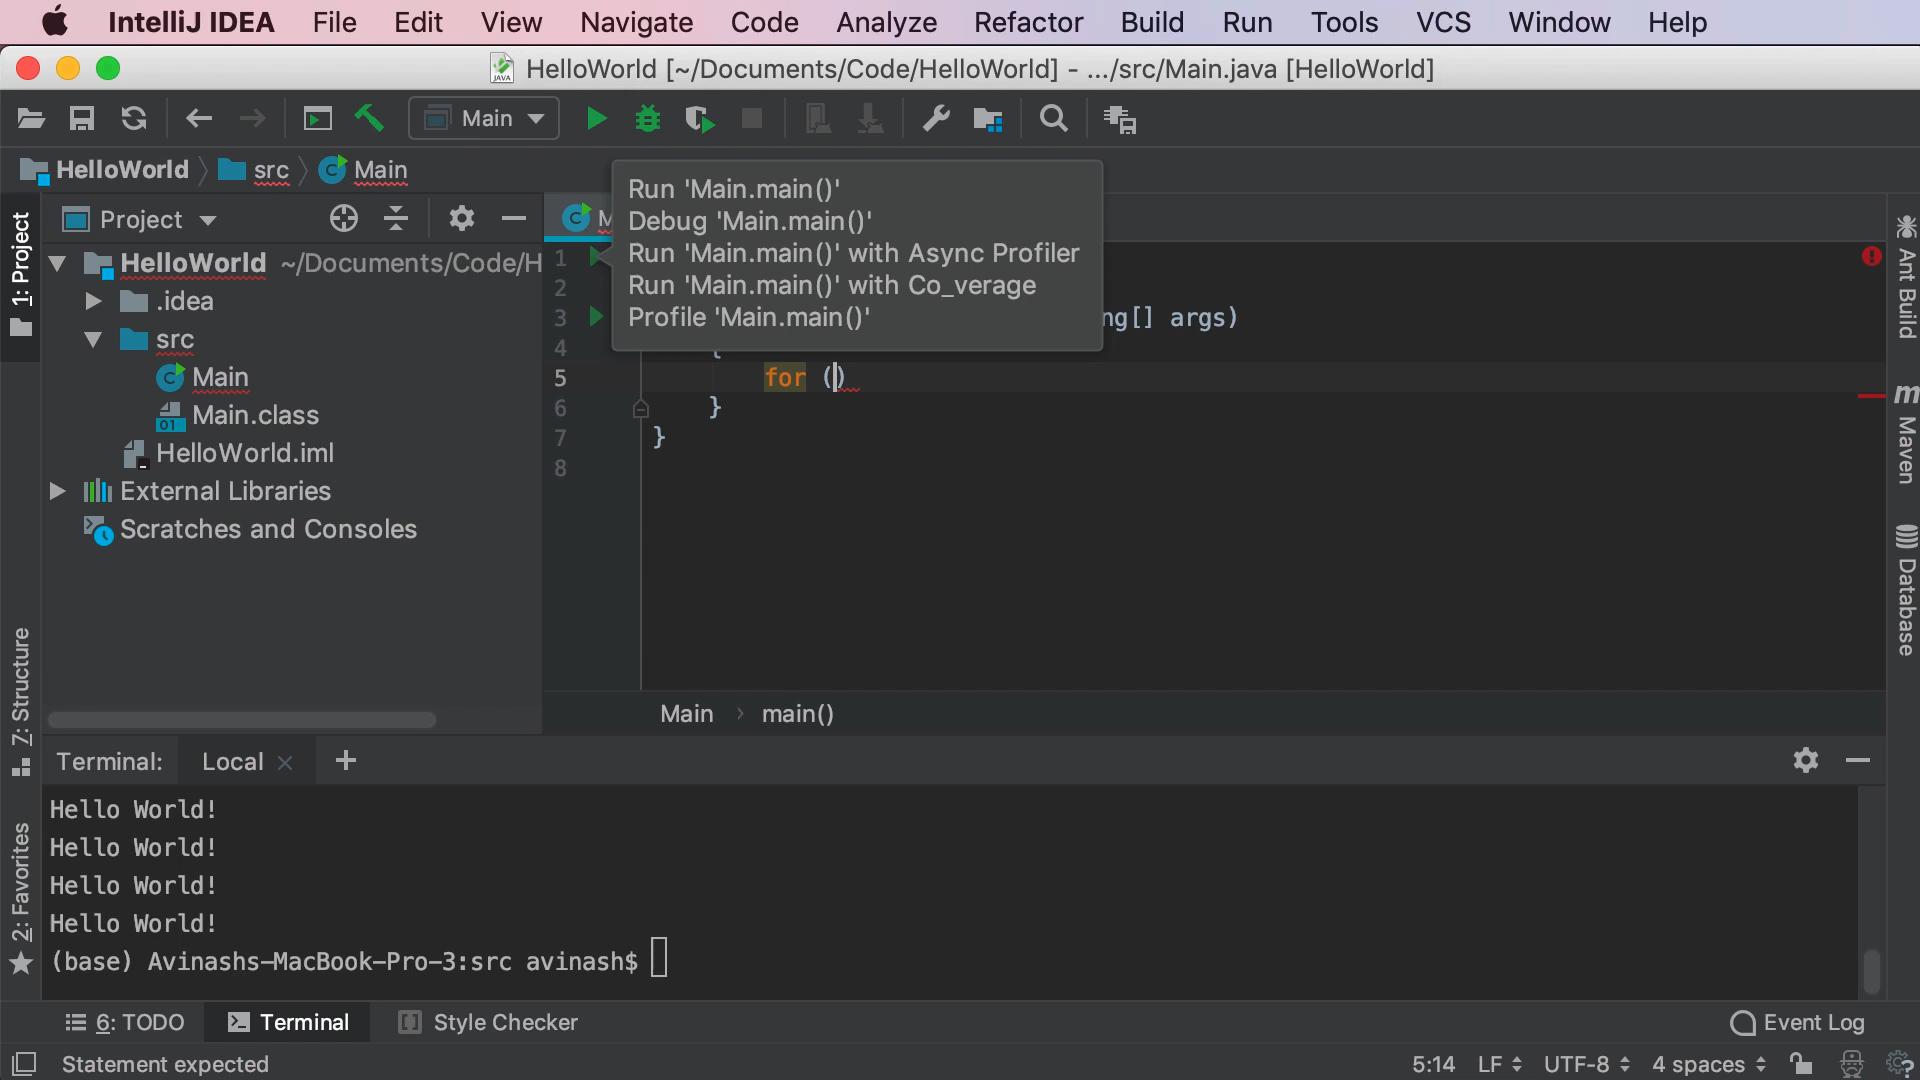 IntelliJ IDEA File Edit View Navigate Code Analyze Refactor Build Run Tools VCS Window Help
HelloWorld [~/Documents/Code/HelloWorld] - .../src/Main.java [HelloWorld]
Main
HelloWorld src Main
Run 'Main.main()'
Debug 'Main.main()'
Run 'Main.main()' with Async Profiler
Run 'Main.main()' with Co_verage
Profile 'Main.main()'
1: Project
Project
HelloWorld ~/Documents/Code/H
.idea
src
Main
Main.class
HelloWorld.iml
External Libraries
Scratches and Consoles
7: Structure
2: Favorites
1
2
3 ng[] args)
4 {
5 for ()
6 }
7 }
8
Main main()
Ant Build
Maven
Database
Terminal: Local
Hello World!
Hello World!
Hello World!
Hello World!
(base) Avinashs-MacBook-Pro-3:src avinash$
6: TODO Terminal Style Checker Event Log
Statement expected 5:14 LF UTF-8 4 spaces